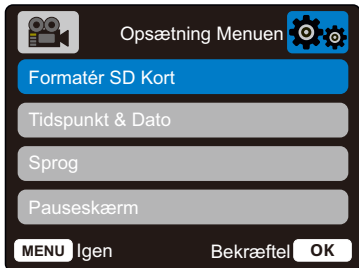 Opsætning Menuen
Formatér SD Kort
Tidspunkt & Dato
Sprog
Pauseskærm
MENU Igen Bekræftel OK